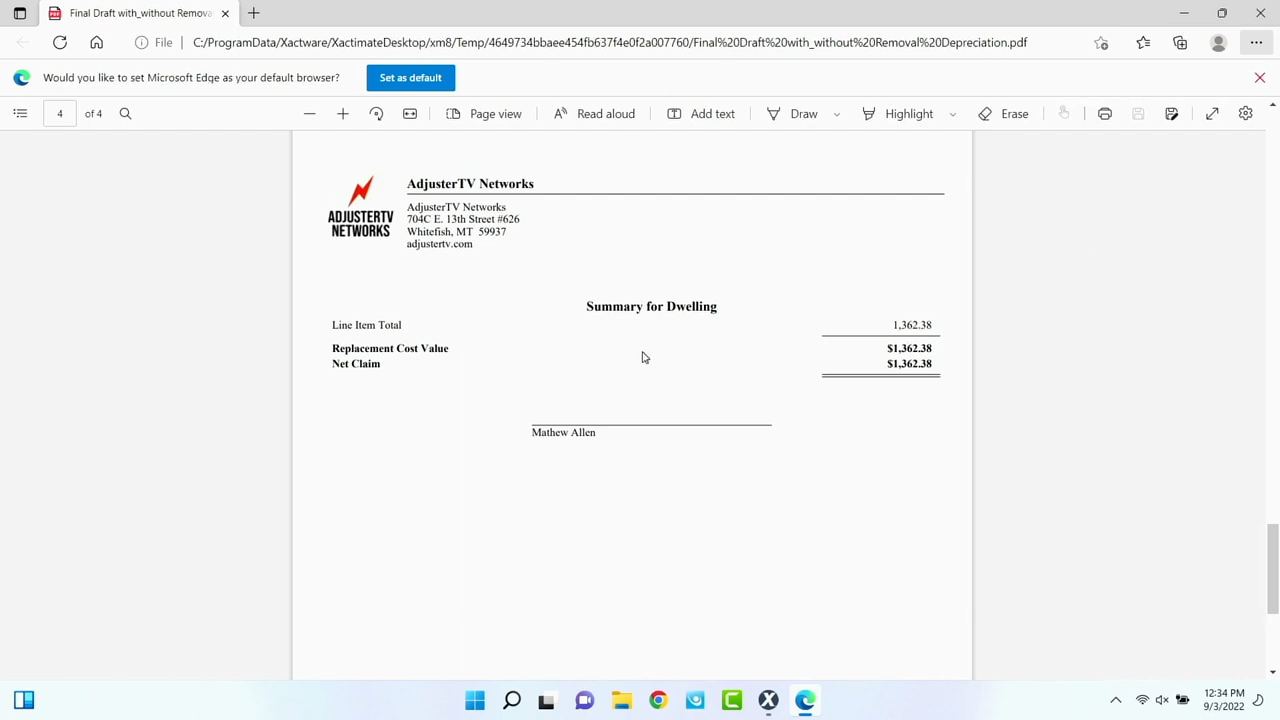 Final Draft with_without Remova
File
C:/ProgramData/Xactware/XactimateDesktop/xm8/Temp/4649734bbaee454fb637f4e0f2a007760/Final%20Draft%20with_without%20Removal%20Depreciation.pdf
Would you like to set Microsoft Edge as your default browser?
Set as default
4 of 4
Page view
Read aloud
Add text
Draw
Highlight
Erase
ADJUSTERTV
NETWORKS
AdjusterTV Networks
AdjusterTV Networks
704C E. 13th Street #626
Whitefish, MT 59937
adjustertv.com
Summary for Dwelling
Line Item Total 1,362.38
Replacement Cost Value $1,362.38
Net Claim $1,362.38
Mathew Allen
12:34 PM
9/3/2022